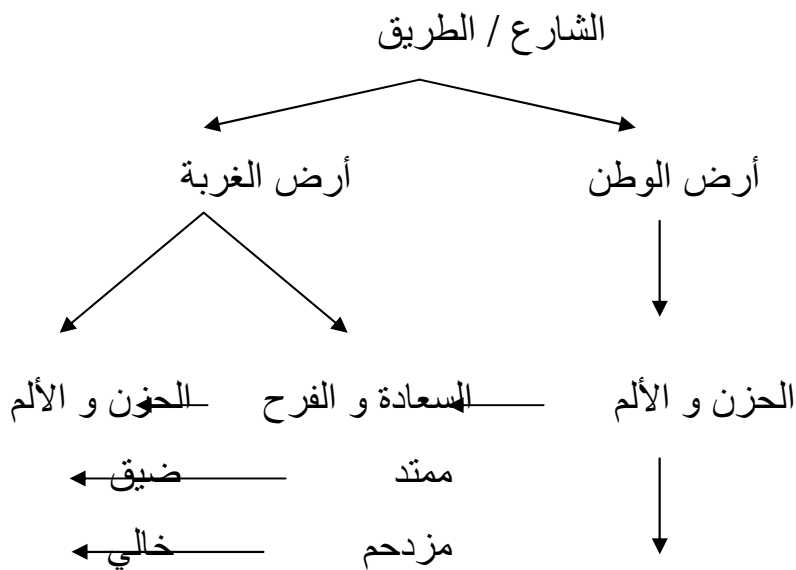 الشارع / الطريق
أرض الوطن أرض الغربة
الحزن و الألم السعادة و الفرح الحزن و الألم
ممتد ضيق
مزدحم خالي